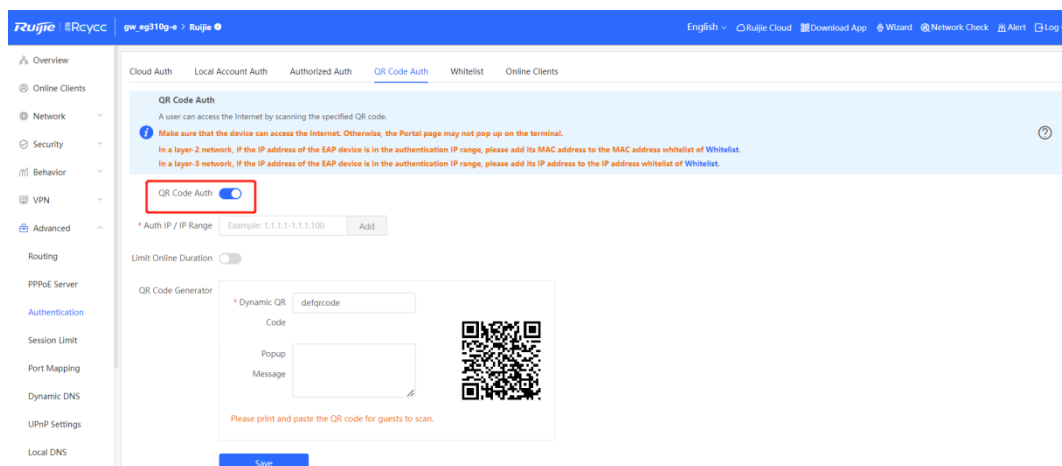 Ruijie Rcycc gw_eg310g-e > Ruijie English Ruijie Cloud Download App Wizard Network Check Alert Log
Overview
Online Clients
Network
Security
Behavior
VPN
Advanced
Routing
PPPoE Server
Authentication
Session Limit
Port Mapping
Dynamic DNS
UPnP Settings
Local DNS
Cloud Auth Local Account Auth Authorized Auth QR Code Auth Whitelist Online Clients
QR Code Auth
A user can access the Internet by scanning the specified QR code.
Make sure that the device can access the Internet. Otherwise, the Portal page may not pop up on the terminal.
In a layer-2 network, if the IP address of the EAP device is in the authentication IP range, please add its MAC address to the MAC address whitelist of Whitelist.
In a layer-3 network, if the IP address of the EAP device is in the authentication IP range, please add its IP address to the IP address whitelist of Whitelist.
QR Code Auth
* Auth IP / IP Range Example: 1.1.1.1-1.1.1.100 Add
Limit Online Duration
QR Code Generator
* Dynamic QR defqrcode
Code
Popup
Message
Please print and paste the QR code for guests to scan.
Save